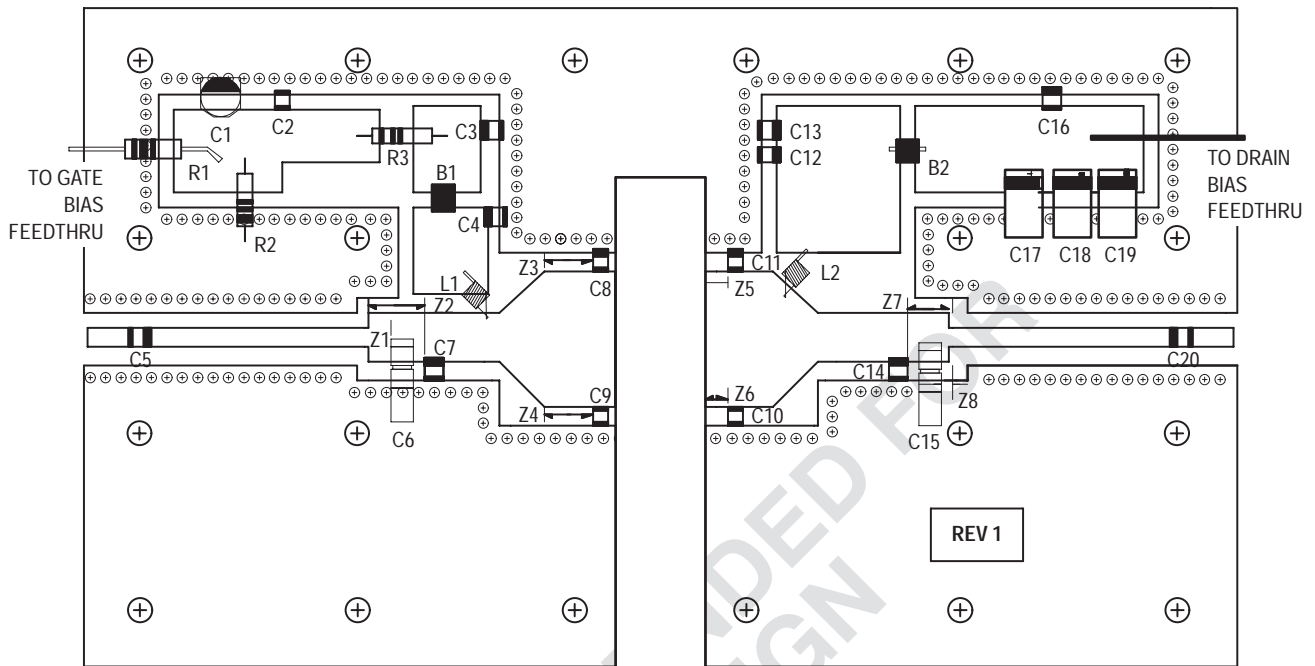 C1
C2
C3
R3
R1
B1
C4
R2
TO GATE
BIAS
FEEDTHRU
C13
C12
B2
C16
TO DRAIN
BIAS
FEEDTHRU
C17
C18
C19
L1
Z3
C8
C11
L2
Z5
Z2
Z7
Z1
C5
C7
C20
C14
C9
Z6
Z8
Z4
C6
C10
C15
REV 1